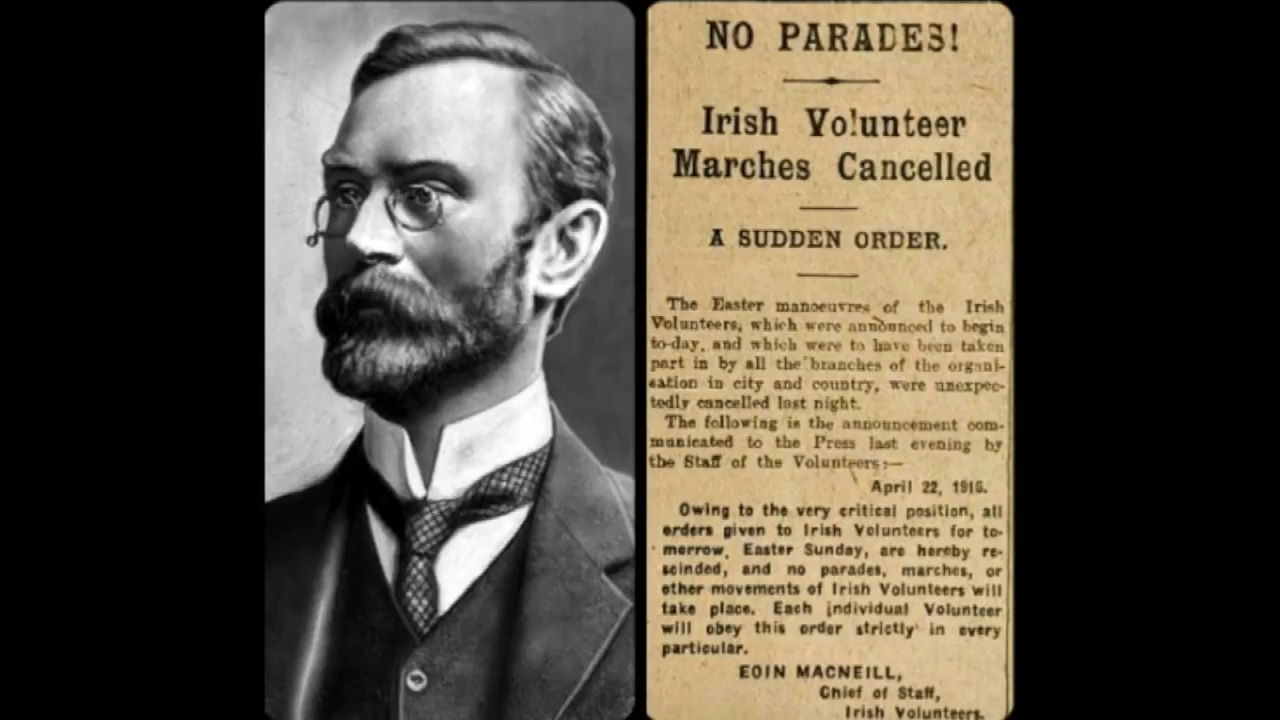 NO PARADES!
Irish Volunteer
Marches Cancelled
A SUDDEN ORDER.
The Easter manoeuvres of the Irish
Volunteers, which were announced to begin
to-day, and which were to have been taken
part in by all the branches of the organi-
sation in city and country, were unexpec-
tedly cancelled last night.
The following is the announcement com-
municated to the Press last evening by
the Staff of the Volunteers:—
April 22, 1916.
Owing to the very critical position, all
orders given to Irish Volunteers for to-
morrow, Easter Sunday, are hereby re-
scinded, and no parades, marches, or
other movements of Irish Volunteers will
take place. Each individual Volunteer
will obey this order strictly in every
particular.
EOIN MACNEILL,
Chief of Staff,
Irish Volunteers.